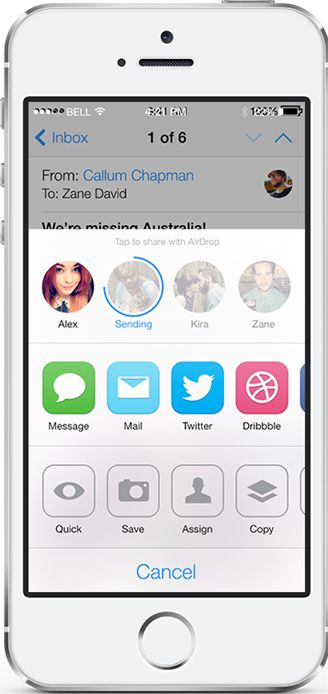 BELL 4:21 PM
Inbox 1 of 6
From: Callum Chapman
To: Zane David
We're missing Australia!
Tap to share with AirDrop
Alex Sending Kira Zane
Message Mail Twitter Dribbble
Quick Save Assign Copy
Cancel